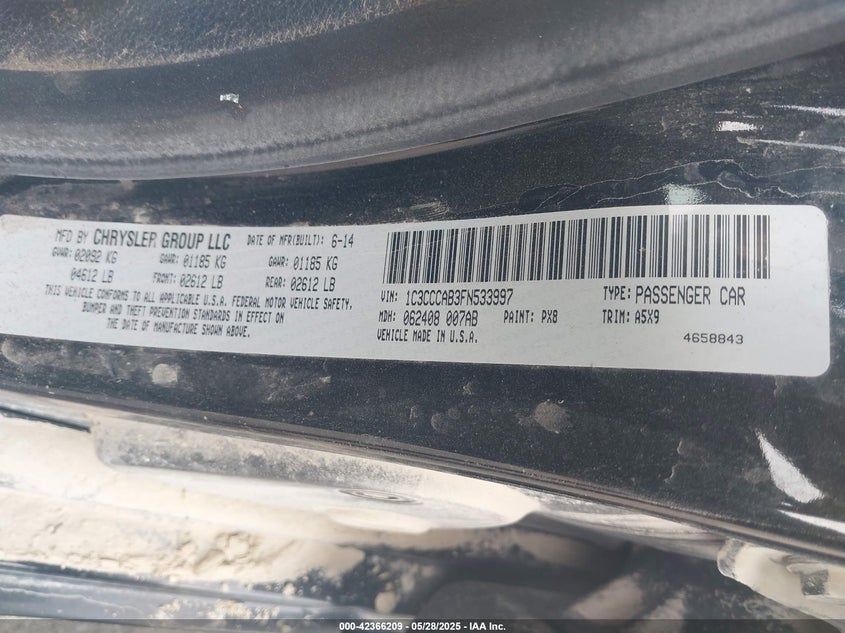 MFD BY CHRYSLER GROUP LLC DATE OF MFR(BUILT): 6-14
GVWR: 02092 KG GAWR: 01185 KG GAWR: 01185 KG
04612 LB FRONT: 02612 LB REAR: 02612 LB
THIS VEHICLE CONFORMS TO ALL APPLICABLE U.S.A. FEDERAL MOTOR VEHICLE SAFETY,
BUMPER AND THEFT PREVENTION STANDARDS IN EFFECT ON
THE DATE OF MANUFACTURE SHOWN ABOVE.
VIN: 1C3CCCAB3FN533997 TYPE: PASSENGER CAR
MDH: 062408 007AB PAINT: PX8 TRIM: A5X9
VEHICLE MADE IN U.S.A. 4658843
000-42366209 - 05/28/2025 - IAA Inc.